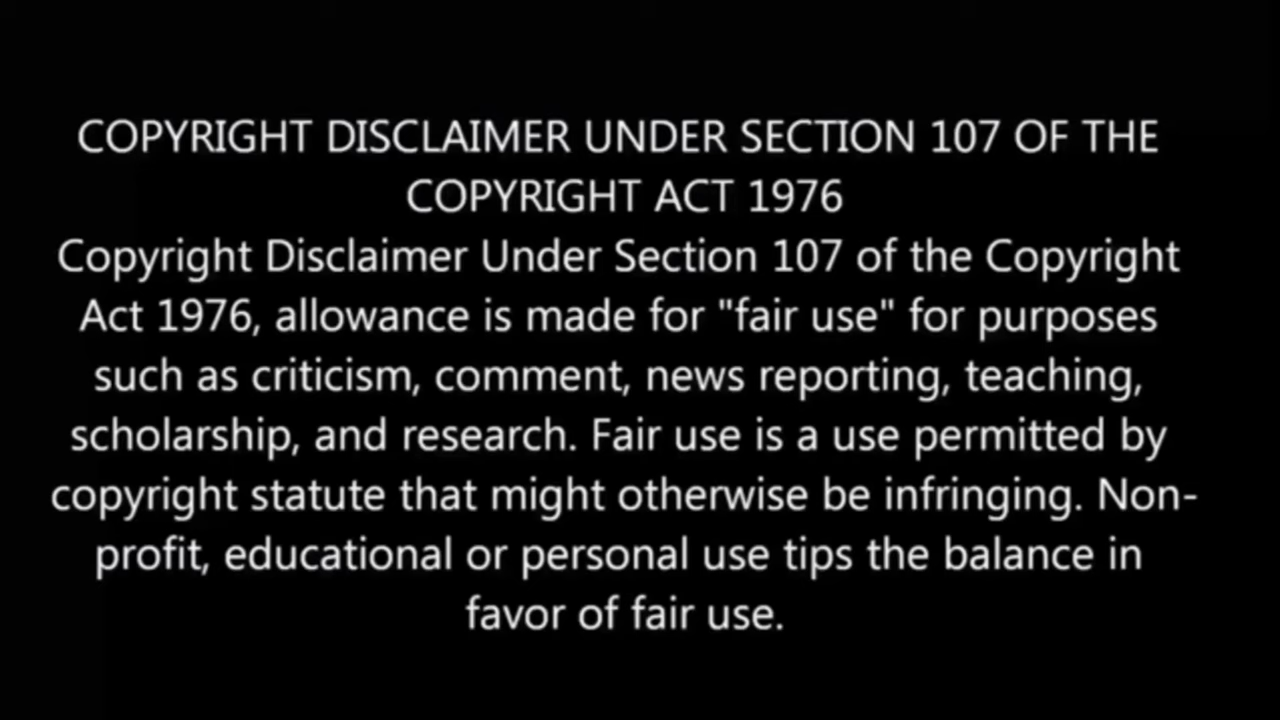 COPYRIGHT DISCLAIMER UNDER SECTION 107 OF THE
COPYRIGHT ACT 1976
Copyright Disclaimer Under Section 107 of the Copyright
Act 1976, allowance is made for "fair use" for purposes
such as criticism, comment, news reporting, teaching,
scholarship, and research. Fair use is a use permitted by
copyright statute that might otherwise be infringing. Non-
profit, educational or personal use tips the balance in
favor of fair use.